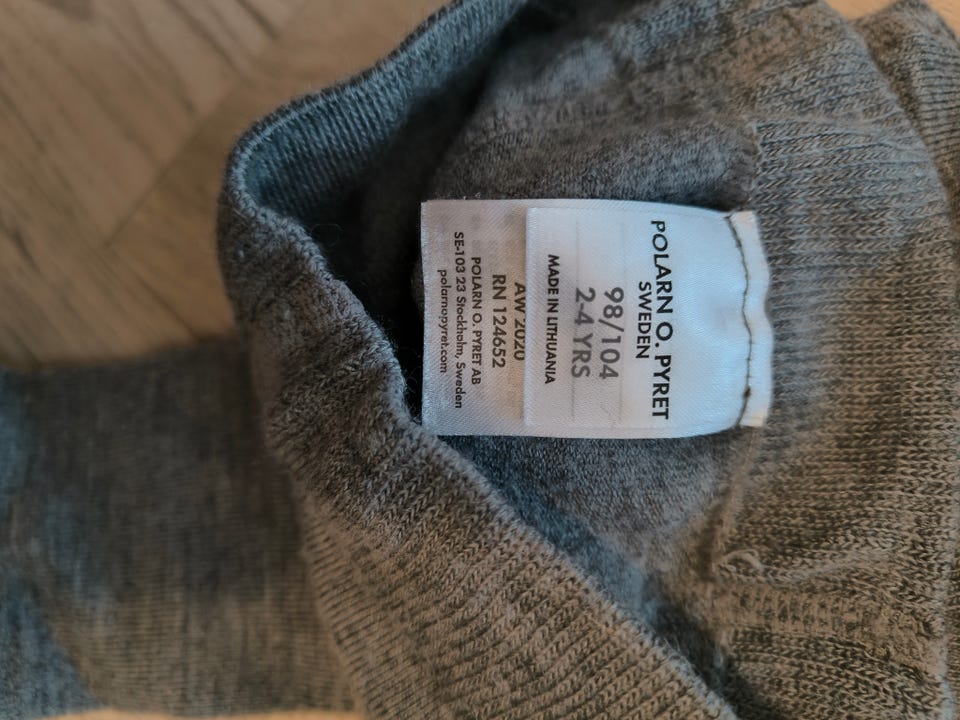 POLARN O. PYRET
SWEDEN
98/104
2-4 YRS
MADE IN LITHUANIA
AW 2020
RN 124652
POLARN O. PYRET AB
SE-103 23 Stockholm, Sweden
polarnopyret.com